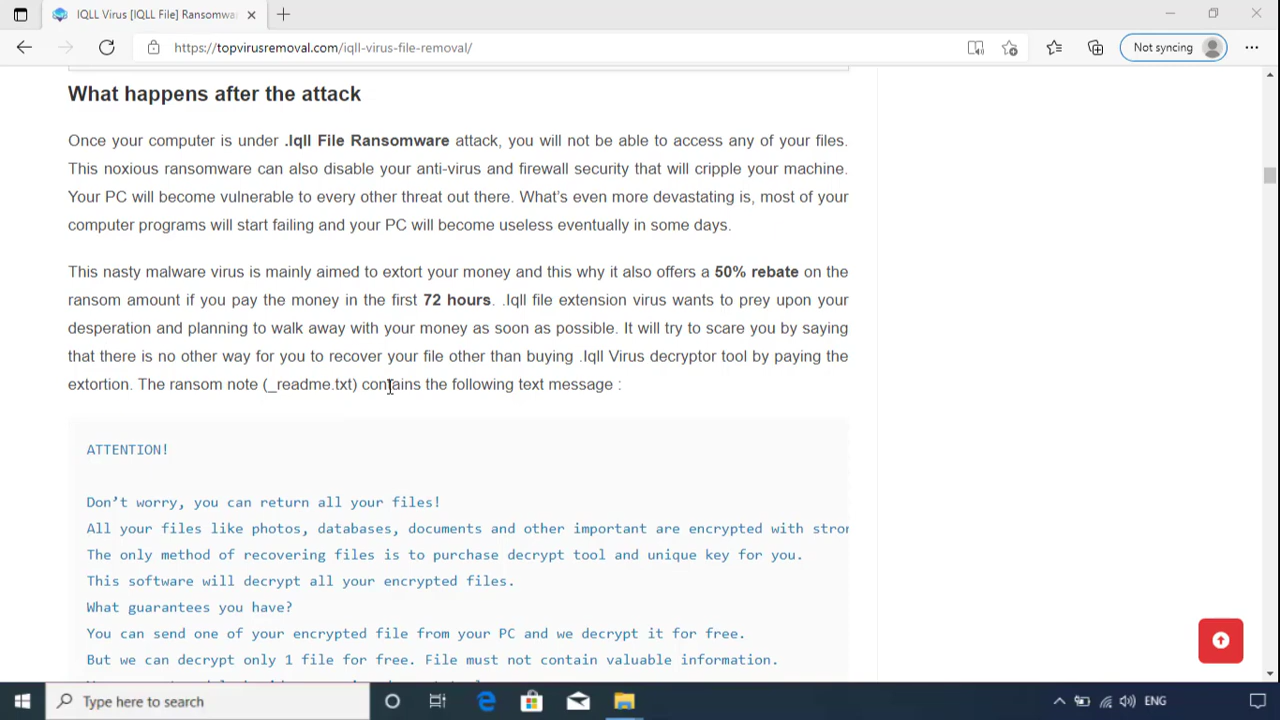 IQLL Virus [IQLL File] Ransomwa
https://topvirusremoval.com/iqll-virus-file-removal/
Not syncing
What happens after the attack
Once your computer is under .Iqll File Ransomware attack, you will not be able to access any of your files.
This noxious ransomware can also disable your anti-virus and firewall security that will cripple your machine.
Your PC will become vulnerable to every other threat out there. What’s even more devastating is, most of your
computer programs will start failing and your PC will become useless eventually in some days.
This nasty malware virus is mainly aimed to extort your money and this why it also offers a 50% rebate on the
ransom amount if you pay the money in the first 72 hours. .Iqll file extension virus wants to prey upon your
desperation and planning to walk away with your money as soon as possible. It will try to scare you by saying
that there is no other way for you to recover your file other than buying .Iqll Virus decryptor tool by paying the
extortion. The ransom note (_readme.txt) contains the following text message :
ATTENTION!
Don’t worry, you can return all your files!
All your files like photos, databases, documents and other important are encrypted with stron
The only method of recovering files is to purchase decrypt tool and unique key for you.
This software will decrypt all your encrypted files.
What guarantees you have?
You can send one of your encrypted file from your PC and we decrypt it for free.
But we can decrypt only 1 file for free. File must not contain valuable information.
Type here to search
ENG